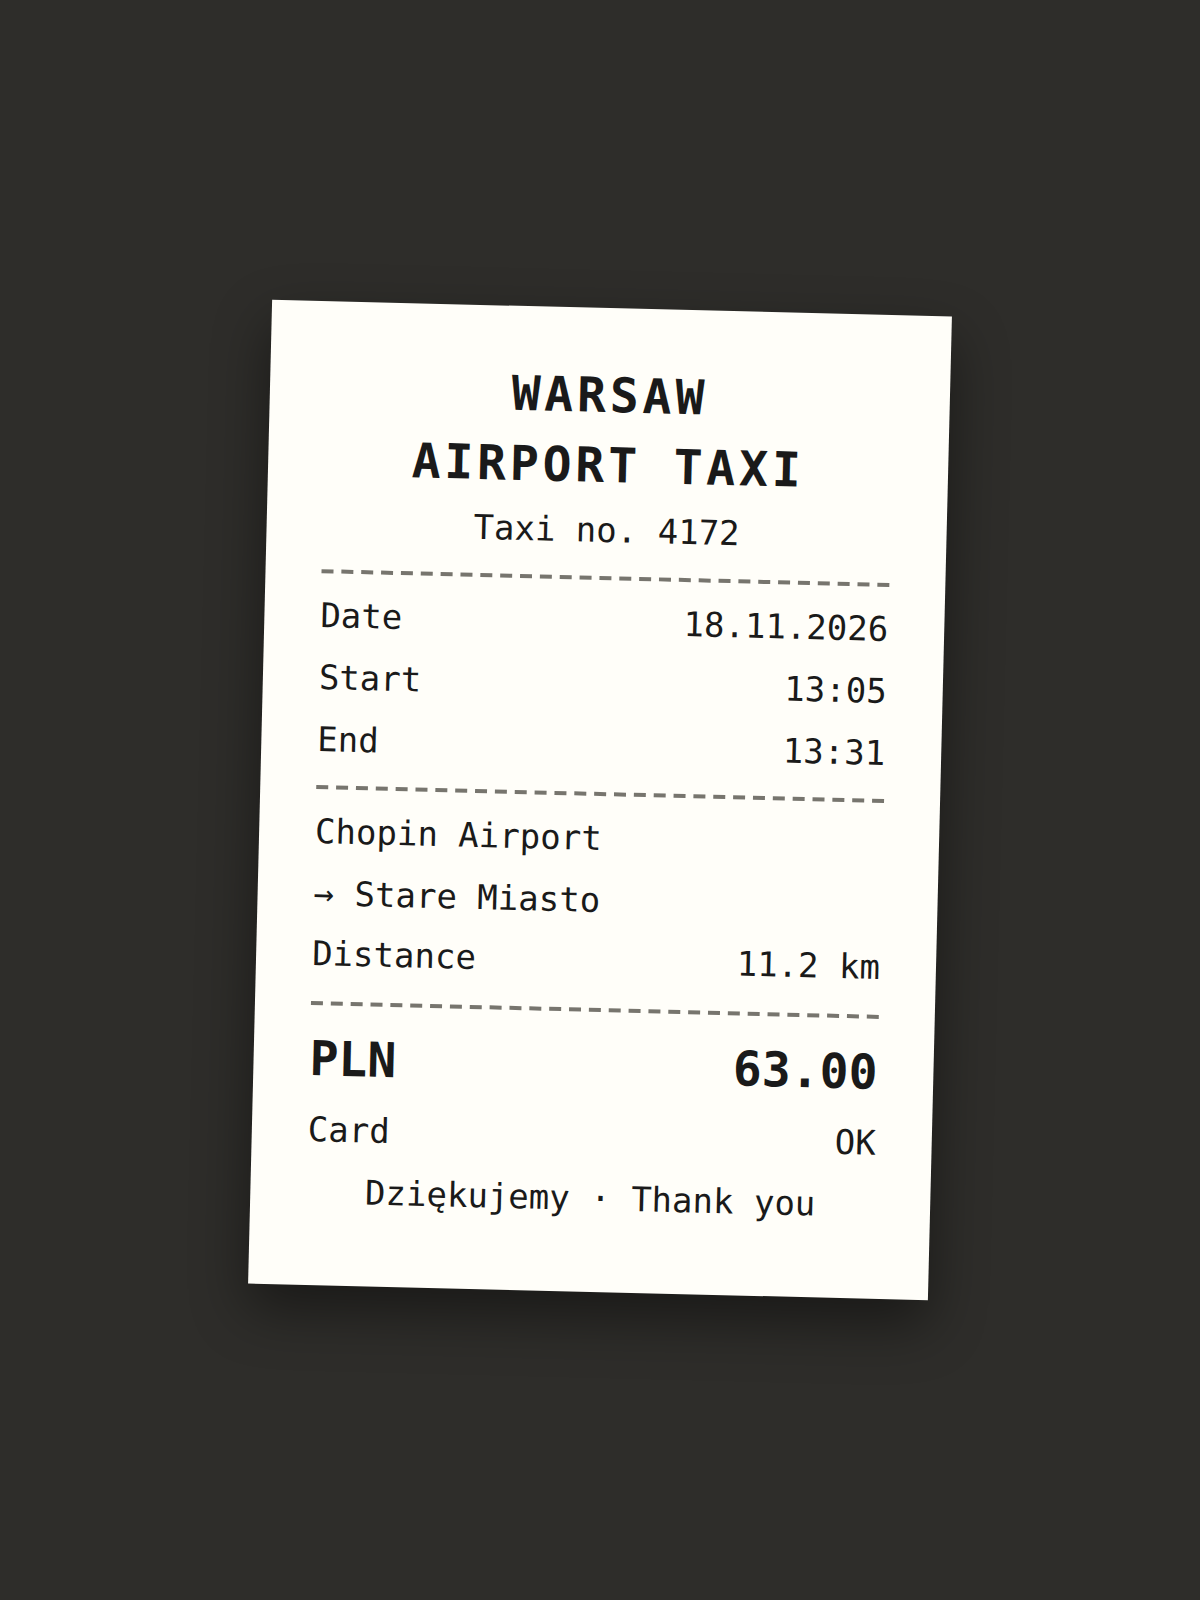 WARSAW
AIRPORT TAXI
Taxi no. 4172
Date 18.11.2026
Start 13:05
End 13:31
Chopin Airport
→ Stare Miasto
Distance 11.2 km
PLN 63.00
Card OK
Dziękujemy · Thank you